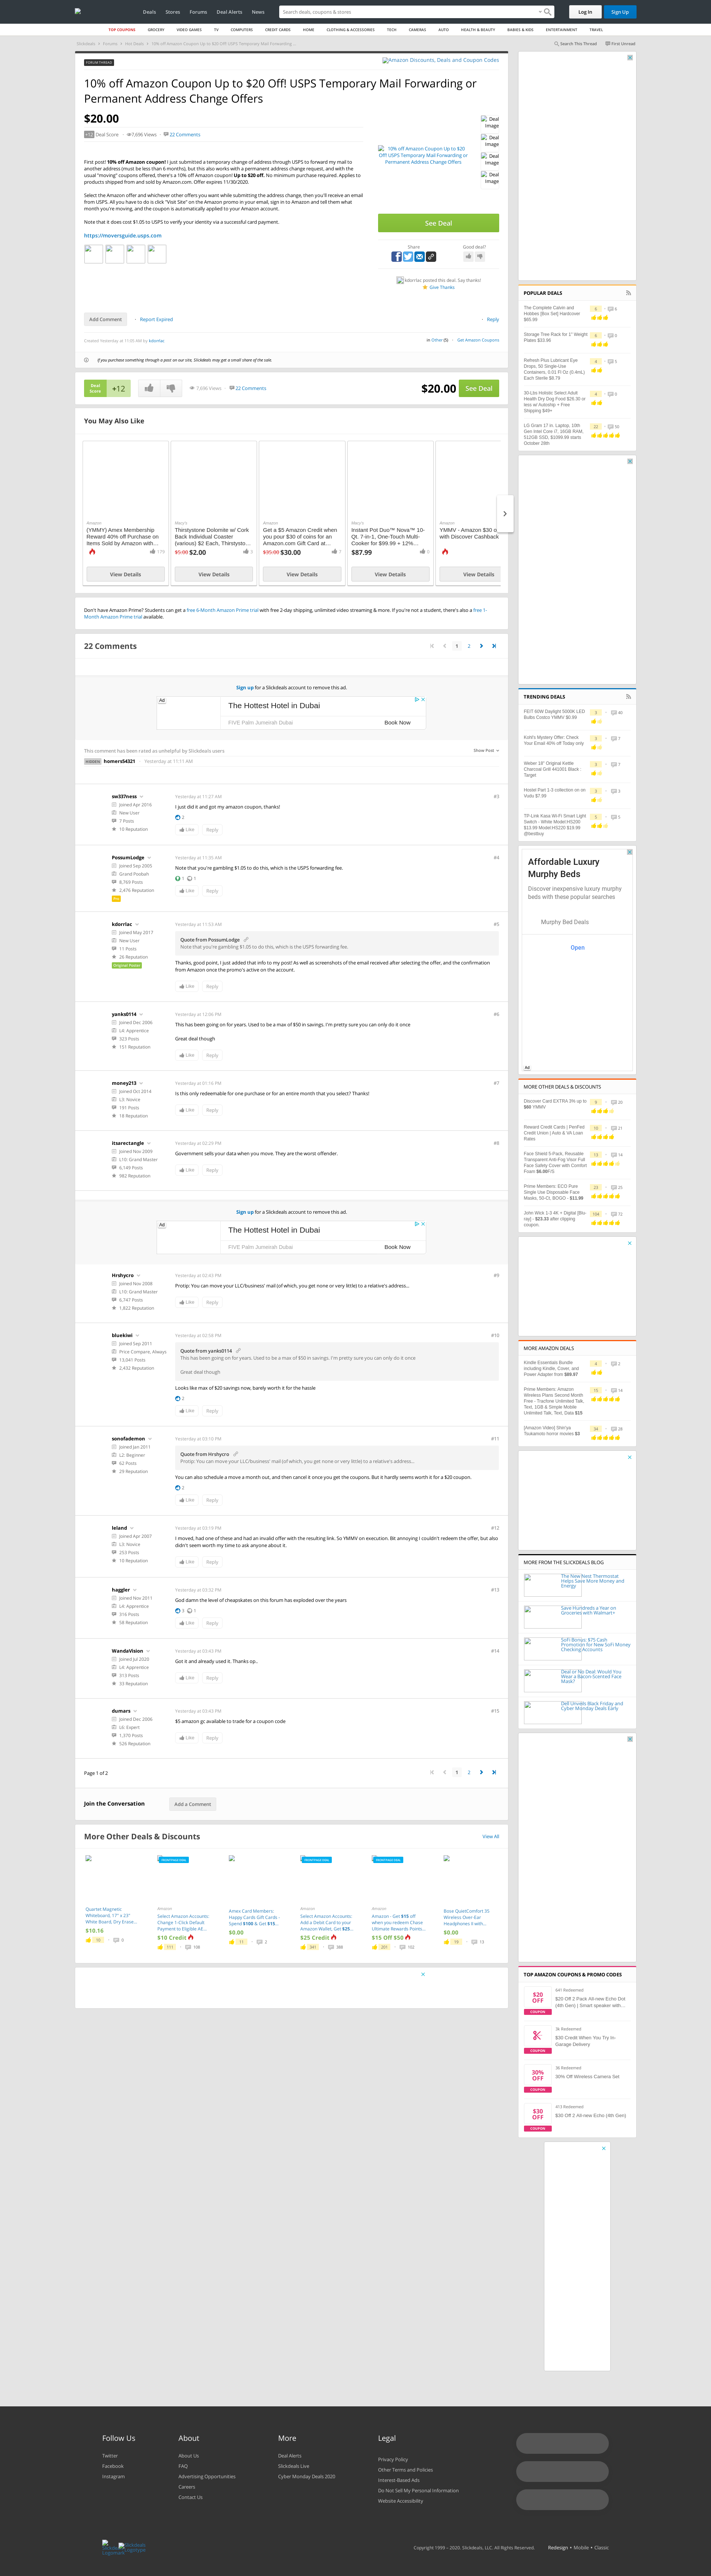 Deals Stores Forums Deal Alerts News
Search deals, coupons & stores
Log In Sign Up
TOP COUPONS GROCERY VIDEO GAMES TV COMPUTERS CREDIT CARDS HOME CLOTHING & ACCESSORIES TECH CAMERAS AUTO HEALTH & BEAUTY BABIES & KIDS ENTERTAINMENT TRAVEL
Search This Thread First Unread
FORUM THREAD
Amazon Discounts, Deals and Coupon Codes
10% off Amazon Coupon Up to $20 Off! USPS Temporary Mail Forwarding or
Permanent Address Change Offers
$20.00
+12 Deal Score 7,696 Views 22 Comments
First post! 10% off Amazon coupon! I am submitting a temporary change of address through USPS to forward my mail to
another address (must be less than 6 months), but this also works with a permanent address change request, and with the
usual "moving" coupons offered, there's a 10% off Amazon discount Up to $20 off. No minimum purchase required. Applies to
products shipped from and sold by Amazon.com. Offer expires 11/30/2020.
Select the Amazon offer and whichever other offers you want while submitting the address change, then you'll receive an email
from USPS. All you have to do is to click "Visit Site" on the Amazon promo in your email, sign in to Amazon and then let them
what month you're moving, and the coupon is automatically applied to your Amazon account.
Note that it does cost $1.05 to USPS to verify your identity via a successful card payment.
https://moversguide.usps.com
10% off Amazon Coupon Up to $20
Off! USPS Temporary Mail Forwarding or
Permanent Address Change Offers
Deal Image
Deal Image
Deal Image
Deal Image
See Deal
Share Good deal?
kdorrlac posted this deal. Say thanks!
Give Thanks
Add Comment Report Expired Reply
Created Yesterday at 11:09 AM by kdorrlac Other(5) Get Amazon Coupons
If you purchase something through a post on our site, Slickdeals may get a small share of the sale.
Deal Score +12 7,696 Views 22 Comments $20.00 See Deal
You May Also Like
Amazon
(YMMV) Amex Membership
Reward 40% off Purchase on
Items Sold by Amazon with...
179
View Details
Macy's
Thirstystone Dolomite w/ Cork
Back Individual Coaster
(various) $2 Each, Thirstysto...
$5.00 $2.00
View Details
Amazon
Get a $5 Amazon Credit when
you pour $30 of coins for an
Amazon.com Gift Card at...
$35.00 $30.00 7
View Details
Macy's
Instant Pot Duo™ Nova™ 10-
Qt. 7-in-1, One-Touch Multi-
Cooker for $99.99 + 12%...
$87.99 0
View Details
Amazon
YMMV - Amazon $30 o
with Discover Cashback
View Details
Don't have Amazon Prime? Students can get a free 6-Month Amazon Prime trial with free 2-day shipping, unlimited video streaming & more. If you're not a student, there's also a free 1-
Month Amazon Prime trial available.
22 Comments 1 2
Sign up for a Slickdeals account to remove this ad.
Ad The Hottest Hotel in Dubai
FIVE Palm Jumeirah Dubai Book Now
This comment has been rated as unhelpful by Slickdeals users Show Post
HIDDEN homers54321 Yesterday at 11:11 AM
sw337ness Yesterday at 11:27 AM #3
Joined Apr 2016
New User
7 Posts
10 Reputation
I just did it and got my amazon coupon, thanks!
2
Like Reply
PossumLodge Yesterday at 11:35 AM #4
Joined Sep 2005
Grand Poobah
8,769 Posts
2,476 Reputation
Pro
Note that you're gambling $1.05 to do this, which is the USPS forwarding fee.
1 1
Like Reply
kdorrlac Yesterday at 11:53 AM #5
Joined May 2017
New User
11 Posts
26 Reputation
Original Poster
Quote from PossumLodge
Note that you're gambling $1.05 to do this, which is the USPS forwarding fee.
Thanks, good point, I just added that info to my post! As well as screenshots of the email received after selecting the offer, and the confirmation
from Amazon once the promo's active on the account.
Like Reply
yanks0114 Yesterday at 12:06 PM #6
Joined Dec 2006
L4: Apprentice
323 Posts
151 Reputation
This has been going on for years. Used to be a max of $50 in savings. I'm pretty sure you can only do it once
Great deal though
Like Reply
money213 Yesterday at 01:16 PM #7
Joined Oct 2014
L3: Novice
191 Posts
18 Reputation
Is this only redeemable for one purchase or for an entire month that you select? Thanks!
Like Reply
itsarectangle Yesterday at 02:29 PM #8
Joined Nov 2009
L10: Grand Master
6,149 Posts
982 Reputation
Government sells your data when you move. They are the worst offender.
Like Reply
Sign up for a Slickdeals account to remove this ad.
Ad The Hottest Hotel in Dubai
FIVE Palm Jumeirah Dubai Book Now
Hrshycro Yesterday at 02:43 PM #9
Joined Nov 2008
L10: Grand Master
6,747 Posts
1,822 Reputation
Protip: You can move your LLC/business' mail (of which, you get none or very little) to a relative's address...
Like Reply
bluekiwi Yesterday at 02:58 PM #10
Joined Sep 2011
Price Compare, Always
13,041 Posts
2,432 Reputation
Quote from yanks0114
This has been going on for years. Used to be a max of $50 in savings. I'm pretty sure you can only do it once
Great deal though
Looks like max of $20 savings now, barely worth it for the hassle
2
Like Reply
sonofademon Yesterday at 03:10 PM #11
Joined Jan 2011
L2: Beginner
62 Posts
29 Reputation
Quote from Hrshycro
Protip: You can move your LLC/business' mail (of which, you get none or very little) to a relative's address...
You can also schedule a move a month out, and then cancel it once you get the coupons. But it hardly seems worth it for a $20 coupon.
2
Like Reply
leland Yesterday at 03:19 PM #12
Joined Apr 2007
L3: Novice
253 Posts
10 Reputation
I moved, had one of these and had an invalid offer with the resulting link. So YMMV on execution. Bit annoying I couldn't redeem the offer, but also
didn't seem worth my time to ask anyone about it.
Like Reply
haggler Yesterday at 03:32 PM #13
Joined Nov 2011
L4: Apprentice
316 Posts
58 Reputation
God damn the level of cheapskates on this forum has exploded over the years
3 1
Like Reply
WandaVision Yesterday at 03:43 PM #14
Joined Jul 2020
L4: Apprentice
313 Posts
33 Reputation
Got it and already used it. Thanks op..
Like Reply
dumars Yesterday at 03:43 PM #15
Joined Dec 2006
L6: Expert
1,370 Posts
526 Reputation
$5 amazon gc available to trade for a coupon code
Like Reply
Page 1 of 2 1 2
Join the Conversation Add a Comment
More Other Deals & Discounts View All
Quartet Magnetic
Whiteboard, 17" x 23"
White Board, Dry Erase...
$10.16
10 0
FRONTPAGE DEAL
Amazon
Select Amazon Accounts:
Change 1-Click Default
Payment to Eligible All...
$10 Credit
111 108
Amex Card Members:
Happy Cards Gift Cards -
Spend $100 & Get $15...
$0.00
11 2
FRONTPAGE DEAL
Amazon
Select Amazon Accounts:
Add a Debit Card to your
Amazon Wallet, Get $25...
$25 Credit
341 388
FRONTPAGE DEAL
Amazon
Amazon - Get $15 off
when you redeem Chase
Ultimate Rewards Points...
$15 Off $50
201 192
Bose QuietComfort 35
Wireless Over-Ear
Headphones II with...
$0.00
19 13
POPULAR DEALS
The Complete Calvin and
Hobbes [Box Set] Hardcover
$65.99
Storage Tank Rack for 1" Weight
Plates $33.99
Refresh Plus Lubricant Eye
Drops, 50 Single-Use
Containers, 0.01 Fl Oz (0.4mL)
Each Sterile $8.79
30-Lbs Holistic Select Adult
Health Dry Dog Food $26.30 or
less w/ Autoship + Free
Shipping $49+
LG Gram 17 in. Laptop, 10th
Gen Intel Core i7, 16GB RAM,
512GB SSD, $1099.99 starts
October 28th
TRENDING DEALS
FEIT 60W Daylight 5000K LED
Bulbs Costco YMMV $0.69
Kohl's Mystery Offer: Check
Your Email 40% off Today only
Weber 18" Original Kettle
Charcoal Grill 441001 Black -
Target
Hostel Part 1-3 collection on on
Vudu $7.99
TP-Link Kasa Wi-Fi Smart Light
Switch - White Model:HS200
$13.99 Model:HS220 $19.99
@bestbuy
Affordable Luxury
Murphy Beds
Discover inexpensive luxury murphy
beds with these popular searches
Murphy Bed Deals
Open
Ad
MORE OTHER DEALS & DISCOUNTS
Discover Card EXTRA 3% up to
$60 YMMV
Reward Credit Cards | PenFed
Credit Union | Auto & VA Loan
Rates
Face Shield 5-Pack, Reusable
Transparent Anti-Fog Visor Full
Face Safety Cover with Comfort
Foam $8.99F/S
Prime Members: ECO Pure
Single Use Disposable Face
Masks, 50-Ct, BOGO - $11.99
John Wick 1-3 4K + Digital [Blu-
ray] - $23.33 after clipping
coupon.
MORE AMAZON DEALS
Kindle Essentials Bundle
including Kindle, Cover, and
Power Adapter from $89.97
Prime Members: Amazon
Wireless Plans Second Month
Free - Tracfone Unlimited Talk,
Text, 1GB & Simple Mobile
Unlimited Talk, Text, Data $15
[Amazon Video] Shin'ya
Tsukamoto horror movies $3
MORE FROM THE SLICKDEALS BLOG
The New Nest Thermostat
Helps Save More Money and
Energy
Save Hundreds a Year on
Groceries with Walmart+
SoFi Bonus: $75 Cash
Promotion for New SoFi Money
Checking Accounts
Deal or No Deal: Would You
Wear a Bacon-Scented Face
Mask?
Dell Unveils Black Friday and
Cyber Monday Deals Early
TOP AMAZON COUPONS & PROMO CODES
$20 OFF COUPON
641 Redeemed
$20 Off 2 Pack All-new Echo Dot
(4th Gen) | Smart speaker with...
COUPON
3k Redeemed
$30 Credit When You Try In-
Garage Delivery
30% OFF COUPON
30% Off Wireless Camera Set
$30 OFF COUPON
413 Redeemed
$30 Off 2 All-new Echo (4th Gen)
Follow Us
Twitter
Facebook
Instagram
About
About Us
FAQ
Advertising Opportunities
Careers
Contact Us
More
Deal Alerts
Slickdeals Live
Cyber Monday Deals 2020
Legal
Privacy Policy
Other Terms and Policies
Interest-Based Ads
Do Not Sell My Personal Information
Website Accessibility
Copyright 1999 - 2020. Slickdeals, LLC. All Rights Reserved. Redesign • Mobile • Classic